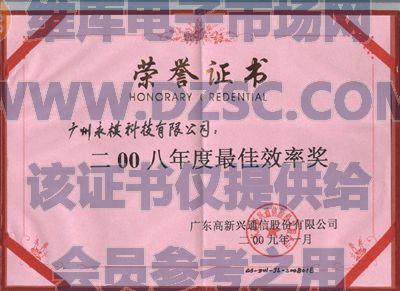 维库电子市场网
荣誉证书
HONORARY CREDENTIAL
WWW.DZSC.COM
广州永模科技有限公司:
二00八年度最佳效率奖
该证书仅提供给
广东高新兴通信股份有限公司
二00九年一月
会员参考之用